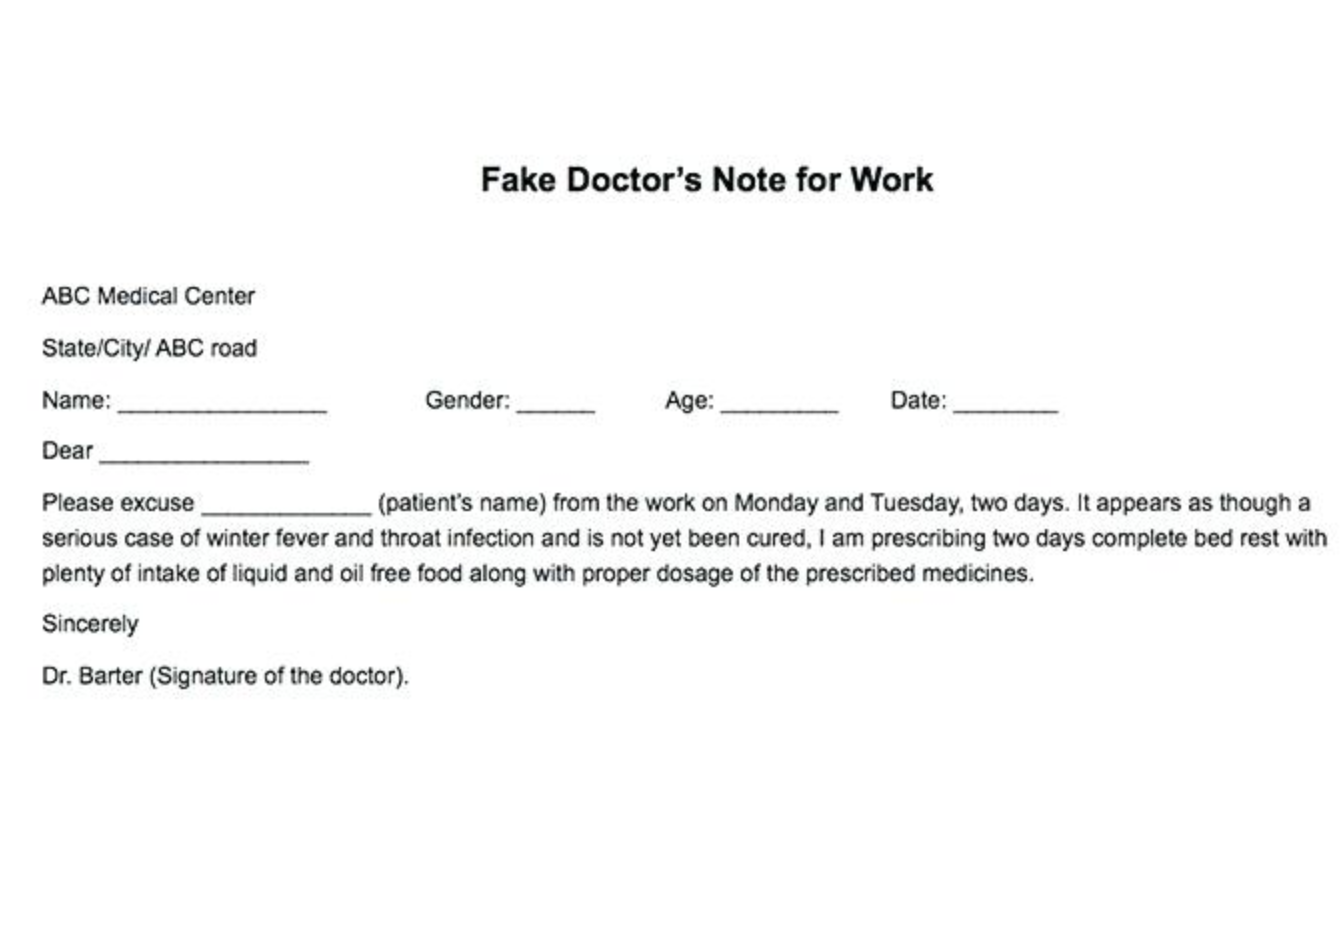 Fake Doctor's Note for Work
ABC Medical Center
State/City/ ABC road
Name: ________________ Gender: ______ Age: _________ Date: ________
Dear ________________
Please excuse _____________ (patient's name) from the work on Monday and Tuesday, two days. It appears as though a
serious case of winter fever and throat infection and is not yet been cured, I am prescribing two days complete bed rest with
plenty of intake of liquid and oil free food along with proper dosage of the prescribed medicines.
Sincerely
Dr. Barter (Signature of the doctor).